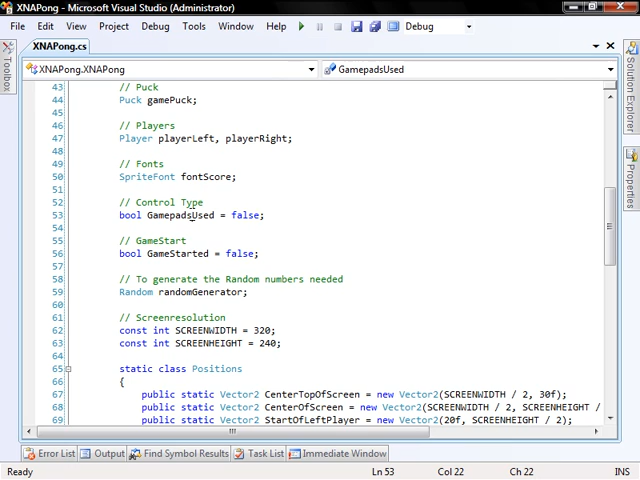 XNAPong - Microsoft Visual Studio (Administrator)
File Edit View Project Debug Tools Window Help Debug
XNAPong.cs
XNAPong.XNAPong GamepadsUsed
Toolbox
Solution Explorer
Properties
43 // Puck
44 Puck gamePuck;
45
46 // Players
47 Player playerLeft, playerRight;
48
49 // Fonts
50 SpriteFont fontScore;
51
52 // Control Type
53 bool GamepadsUsed = false;
54
55 // GameStart
56 bool GameStarted = false;
57
58 // To generate the Random numbers needed
59 Random randomGenerator;
60
61 // Screenresolution
62 const int SCREENWIDTH = 320;
63 const int SCREENHEIGHT = 240;
64
65 static class Positions
66 {
67 public static Vector2 CenterTopOfScreen = new Vector2(SCREENWIDTH / 2, 30f);
68 public static Vector2 CenterOfScreen = new Vector2(SCREENWIDTH / 2, SCREENHEIGHT /
69 public static Vector2 StartOfLeftPlayer = new Vector2(20f, SCREENHEIGHT / 2);
Error List Output Find Symbol Results Task List Immediate Window
Ready Ln 53 Col 22 Ch 22 INS